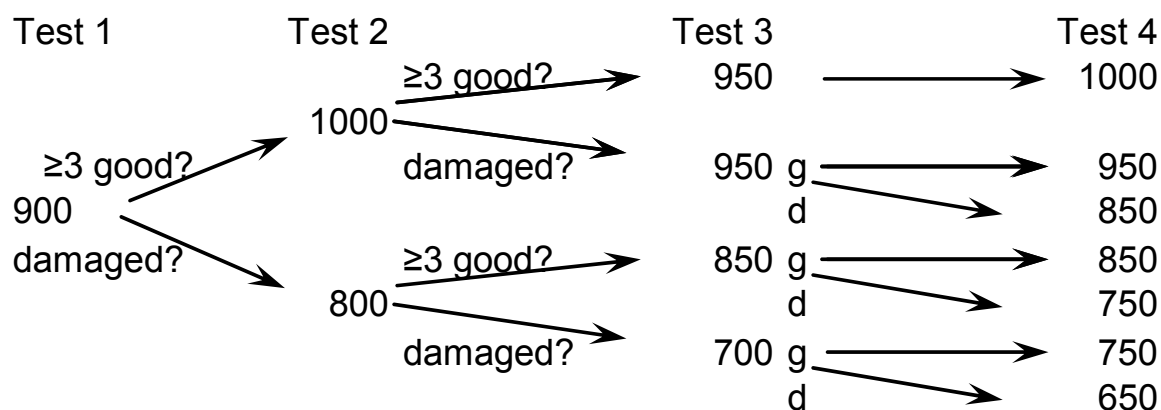 Test 1 Test 2 Test 3 Test 4
≥3 good? 950 1000
1000
≥3 good? damaged? 950 g 950
900 d 850
damaged? ≥3 good? 850 g 850
800 d 750
damaged? 700 g 750
d 650